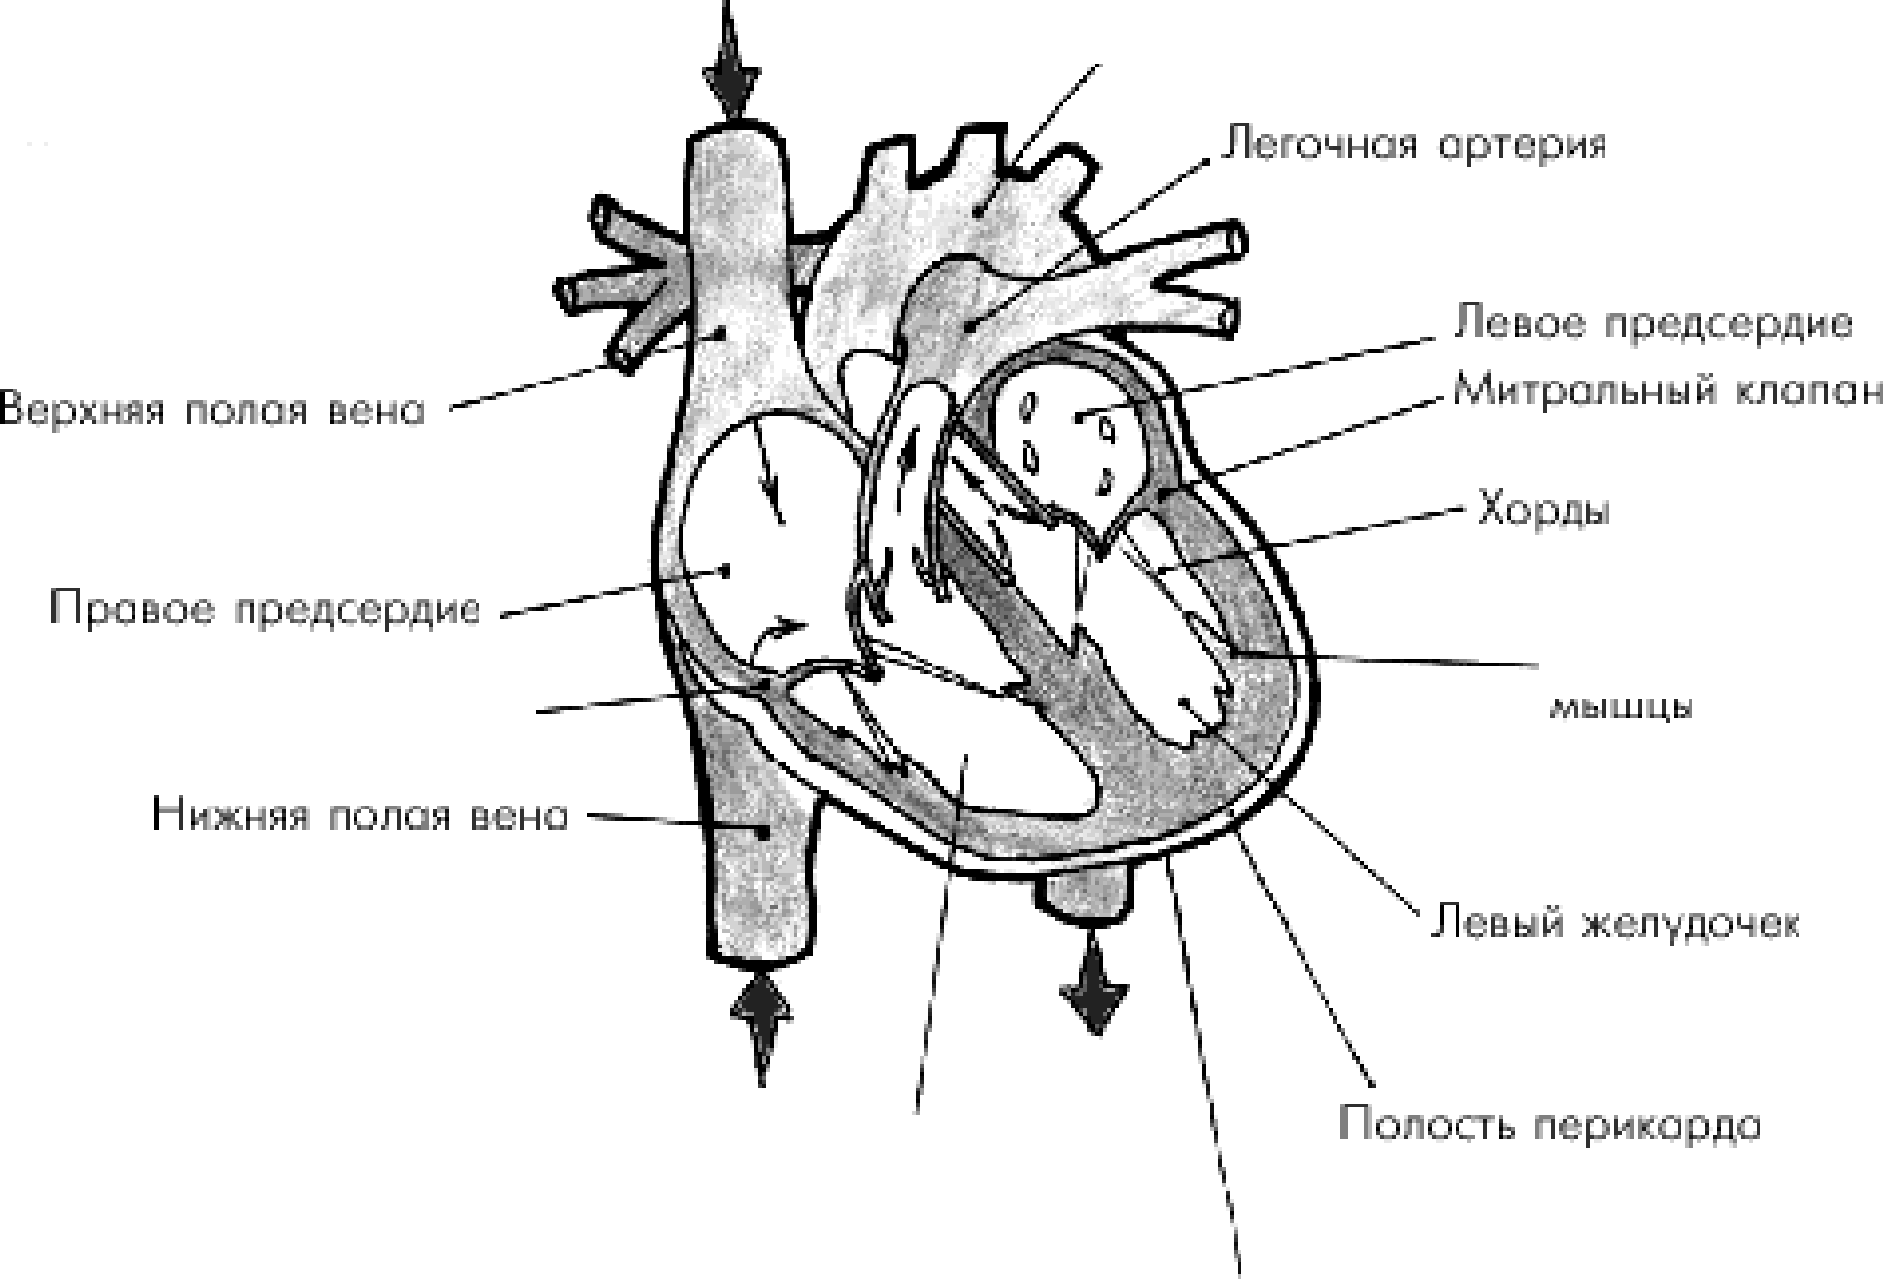 Легочная артерия
Левое предсердие
Митральный клапан
Верхняя полая вена
Хорды
Правое предсердие
мышцы
Нижняя полая вена
Левый желудочек
Полость перикарда